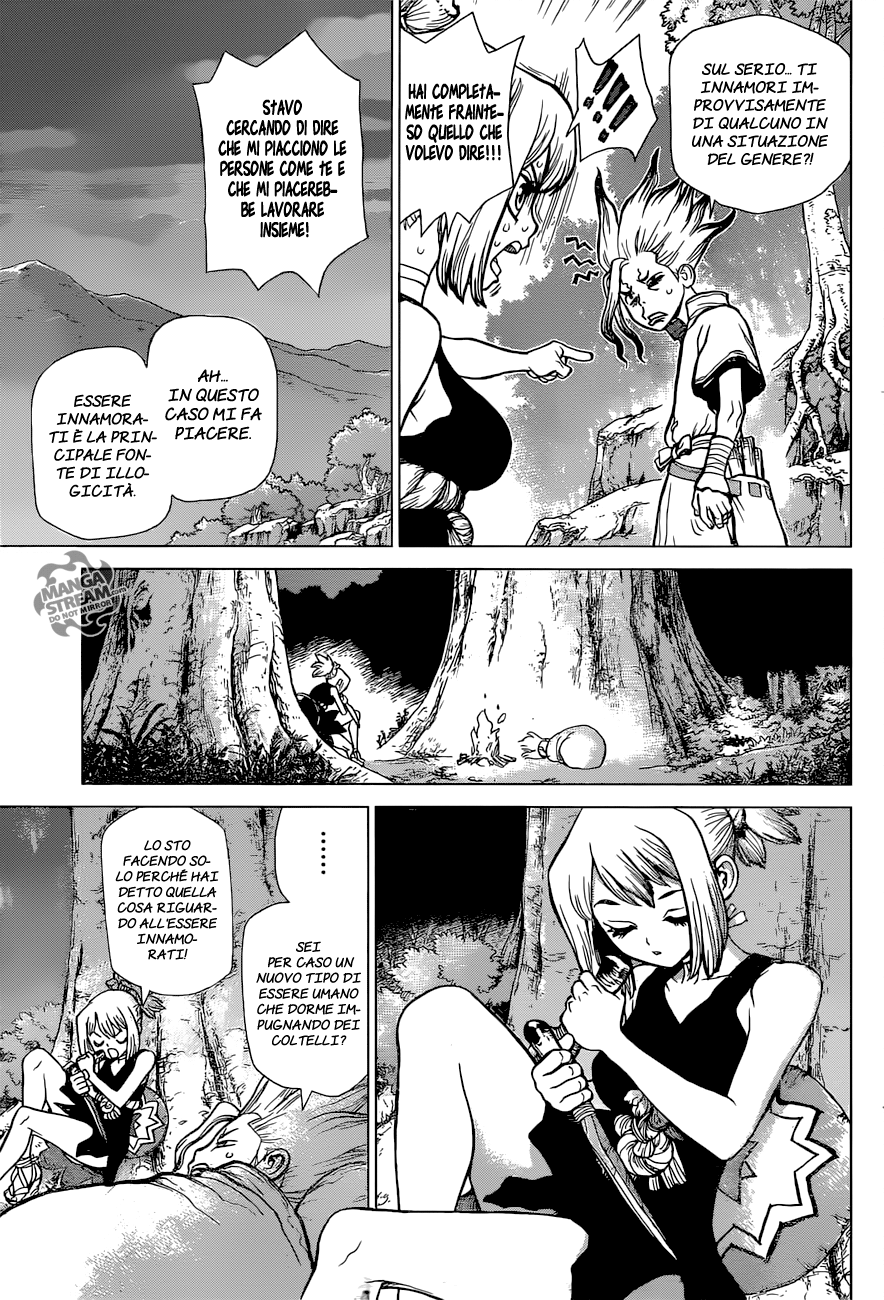 SUL SERIO... TI
INNAMORI IM-
PROVVISAMENTE
DI QUALCUNO IN
UNA SITUAZIONE
DEL GENERE?!
!!!
HAI COMPLETA-
MENTE FRAINTE-
SO QUELLO CHE
VOLEVO DIRE!!!
STAVO
CERCANDO DI DIRE
CHE MI PIACCIONO LE
PERSONE COME TE E
CHE MI PIACEREB-
BE LAVORARE
INSIEME!
AH...
IN QUESTO
CASO MI FA
PIACERE.
ESSERE
INNAMORA-
TI È LA PRIN-
CIPALE FON-
TE DI ILLO-
GICITÀ.
MANGA
STREAM.com
DO NOT MIRROR!
......
SEI
PER CASO UN
NUOVO TIPO DI
ESSERE UMANO
CHE DORME IM-
PUGNANDO DEI
COLTELLI?
LO STO
FACENDO SO-
LO PERCHÈ HAI
DETTO QUELLA
COSA RIGUAR-
DO ALL'ESSERE
INNAMO-
RATI!